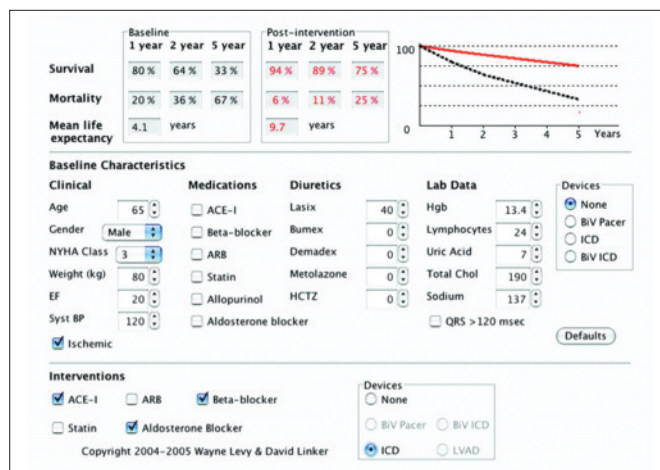 Baseline Post-intervention
1 year 2 year 5 year 1 year 2 year 5 year
100
Survival 80 % 64 % 33 % 94 % 89 % 75 %
Mortality 20 % 36 % 67 % 6 % 11 % 25 %
Mean life expectancy 4.1 years 9.7 years
0
1 2 3 4 5 Years
Baseline Characteristics
Clinical Medications Diuretics Lab Data Devices
Age 65 ACE-I Lasix 40 Hgb 13.4 None
Gender Male Beta-blocker Bumex 0 Lymphocytes 24 BiV Pacer
NYHA Class 3 ARB Demadex 0 Uric Acid 7 ICD
Weight (kg) 80 Statin Metolazone 0 Total Chol 190 BiV ICD
EF 20 Allopurinol HCTZ 0 Sodium 137
Syst BP 120 Aldosterone blocker QRS >120 msec
Ischemic Defaults
Interventions
Devices
ACE-I ARB Beta-blocker None
Statin Aldosterone Blocker BiV Pacer BiV ICD
Copyright 2004-2005 Wayne Levy & David Linker ICD LVAD